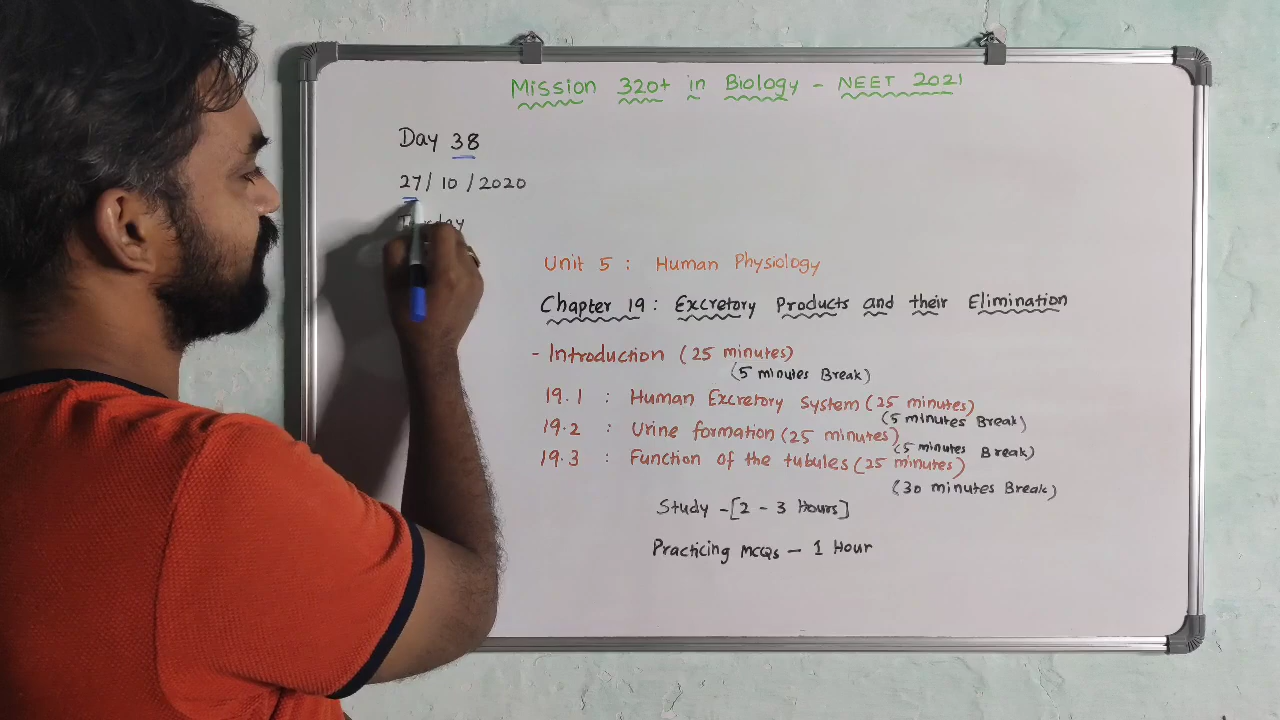 Mission 320+ in Biology - NEET 2021
Day 38
27/ 10 /2020
Unit 5 : Human Physiology
Chapter 19: Excretory Products and their Elimination
- Introduction (25 minutes)
(5 minutes Break)
19.1 : Human Excretory System (25 minutes)
(5 minutes Break)
19.2 : Urine formation (25 minutes)
(5 minutes Break)
19.3 : Function of the tubules (25 minutes)
(30 minutes Break)
Study -[2 - 3 Hours]
Practicing MCQs - 1 Hour